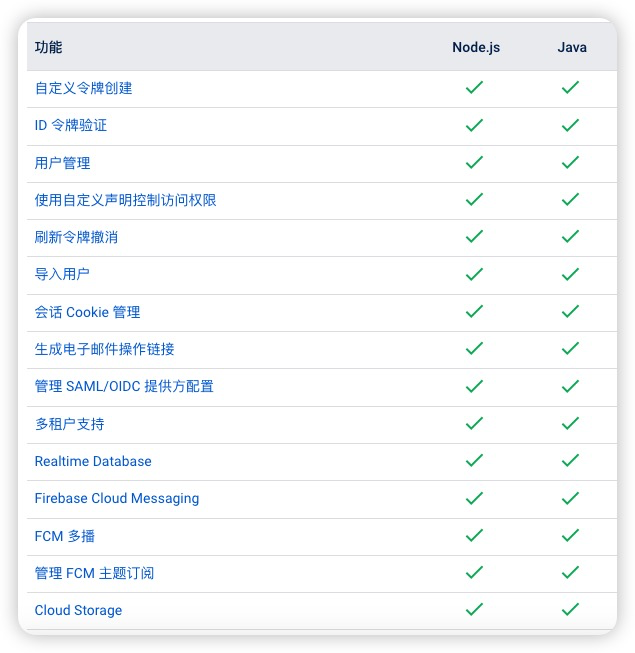 功能 Node.js Java
自定义令牌创建
ID 令牌验证
用户管理
使用自定义声明控制访问权限
刷新令牌撤消
导入用户
会话 Cookie 管理
生成电子邮件操作链接
管理 SAML/OIDC 提供方配置
多租户支持
Realtime Database
Firebase Cloud Messaging
FCM 多播
管理 FCM 主题订阅
Cloud Storage